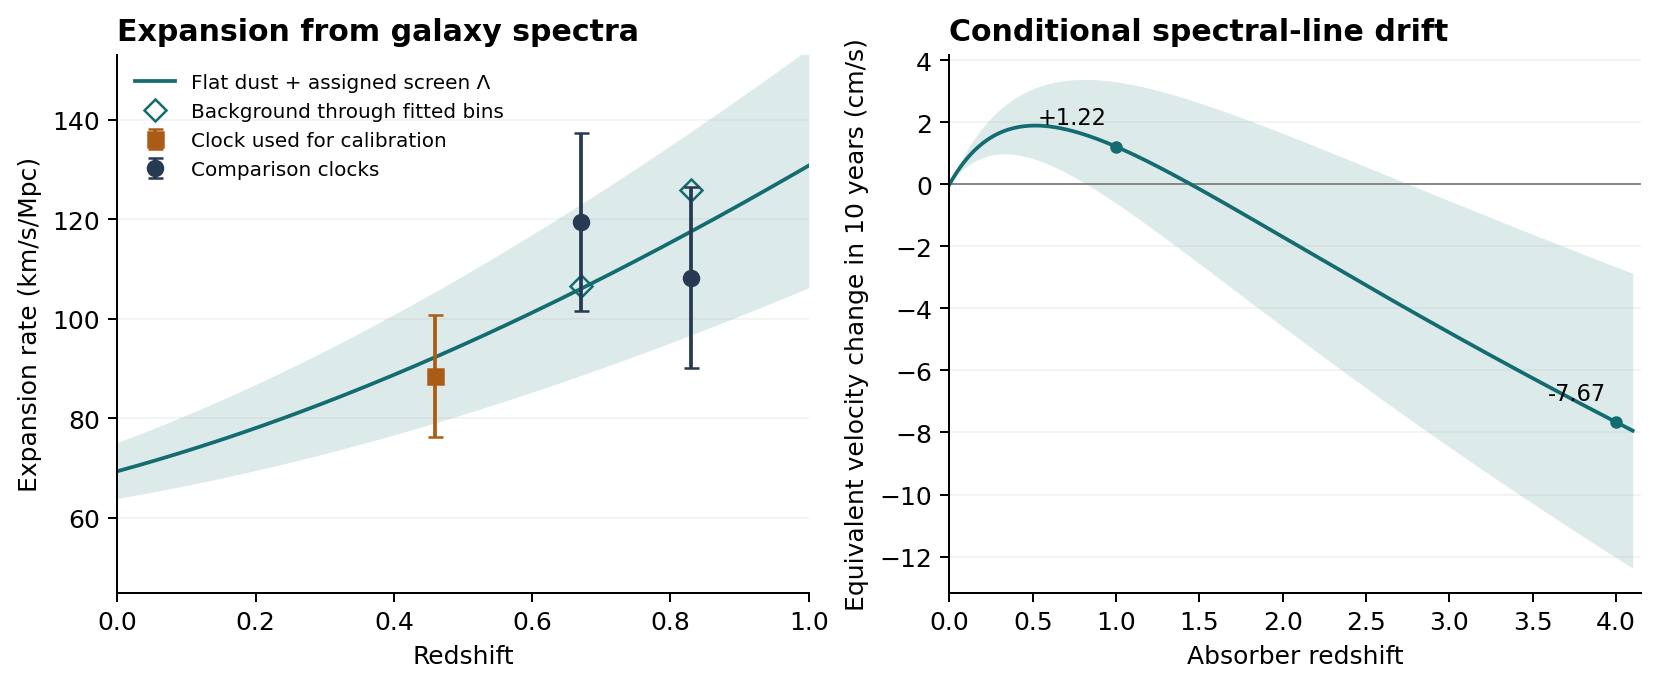 Expansion from galaxy spectra
Expansion rate (km/s/Mpc)
140
120
100
80
60
Flat dust + assigned screen Λ
Background through fitted bins
Clock used for calibration
Comparison clocks
0.0 0.2 0.4 0.6 0.8 1.0
Redshift
Conditional spectral-line drift
Equivalent velocity change in 10 years (cm/s)
4
2
0
−2
−4
−6
−8
−10
−12
+1.22
-7.67
0.0 0.5 1.0 1.5 2.0 2.5 3.0 3.5 4.0
Absorber redshift